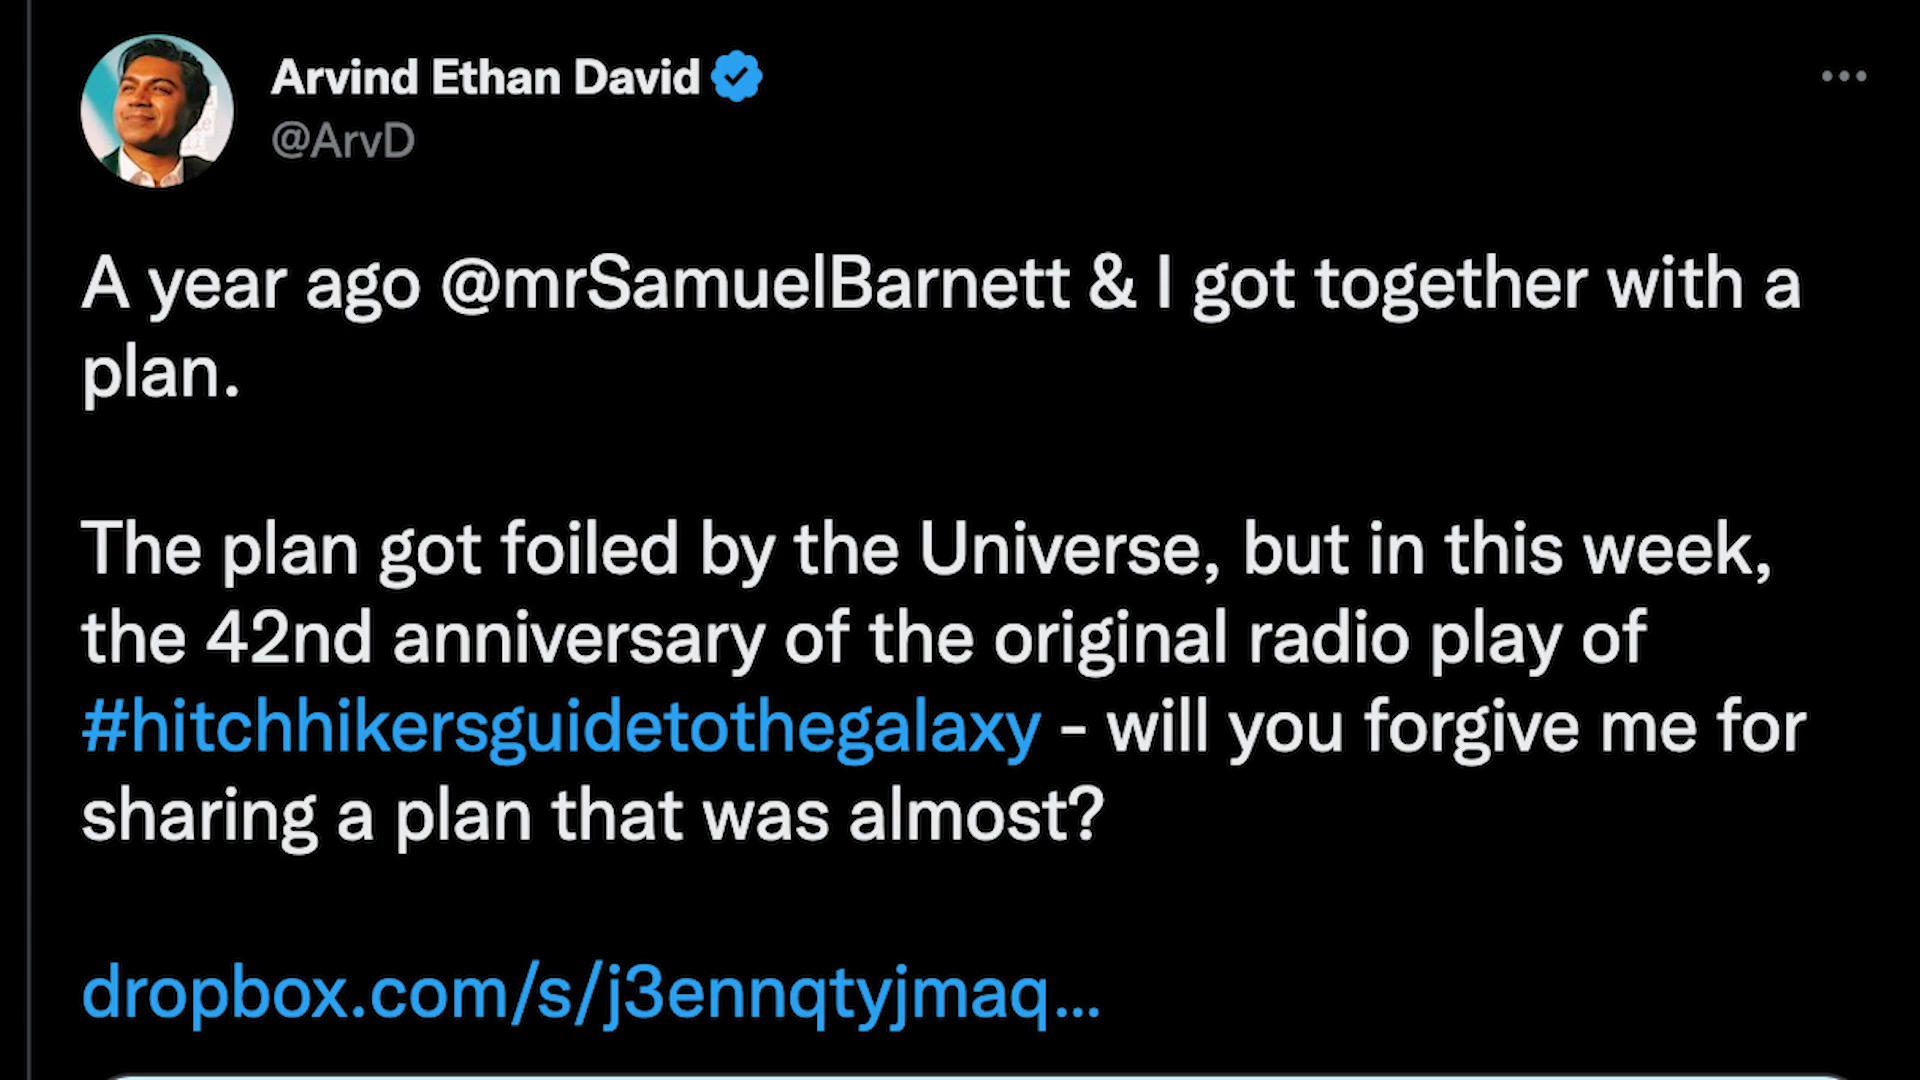 Arvind Ethan David
@ArvD
A year ago @mrSamuelBarnett & I got together with a
plan.
The plan got foiled by the Universe, but in this week,
the 42nd anniversary of the original radio play of
#hitchhikersguidetothegalaxy - will you forgive me for
sharing a plan that was almost?
dropbox.com/s/j3ennqtyjmaq...